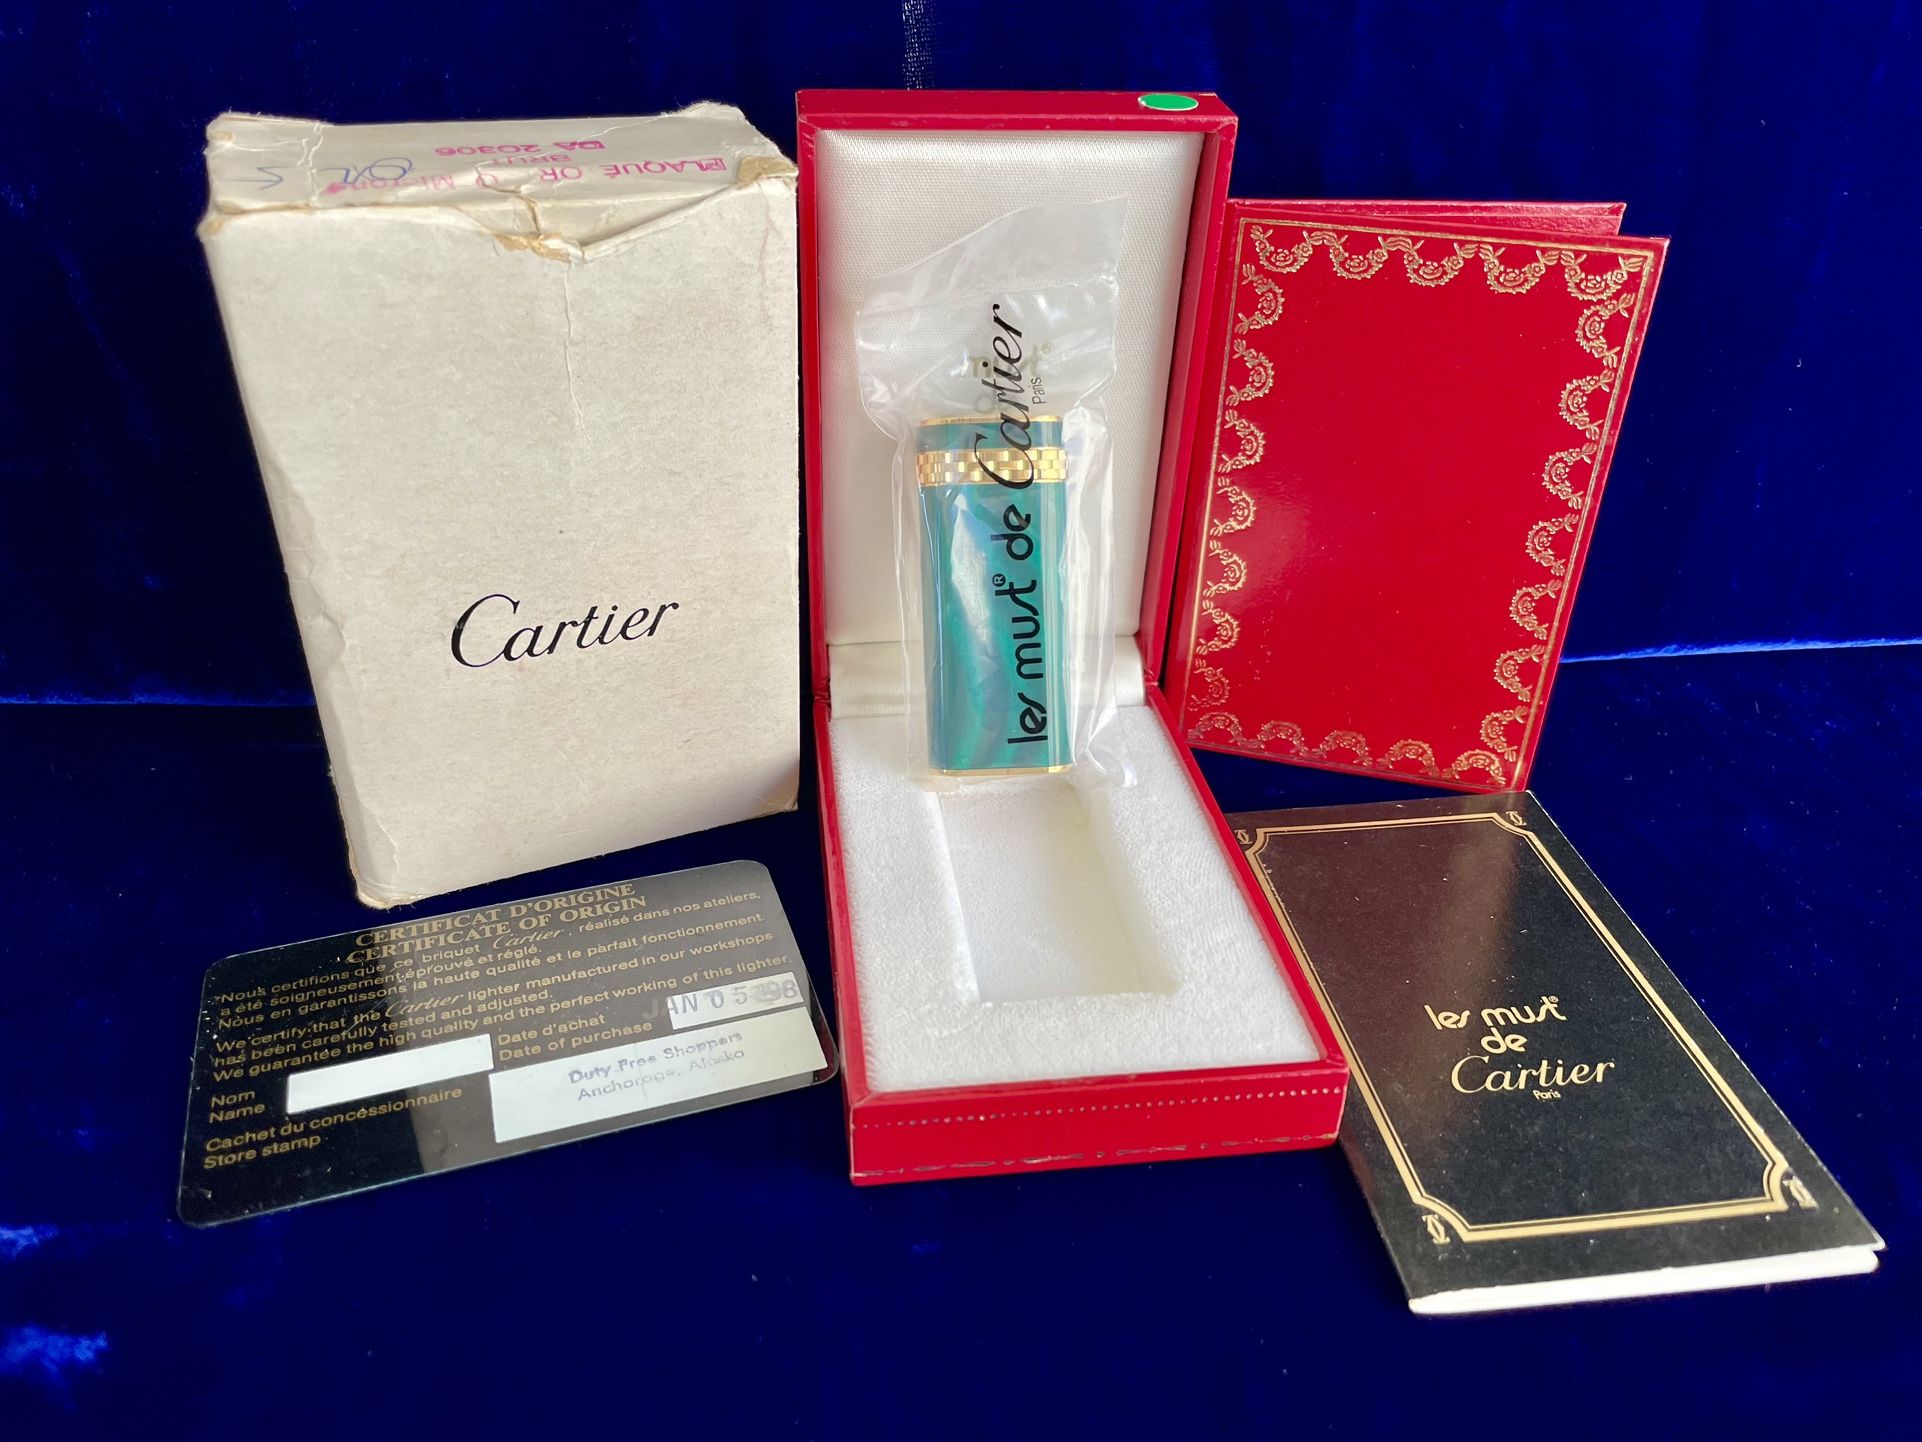 PLAQUÉ OR
BRUT
DA 20306
Cartier
les must® de Cartier
Paris
CERTIFICAT D'ORIGINE
CERTIFICATE OF ORIGIN
Nous certifions que ce briquet Cartier, réalisé dans nos ateliers,
a été soigneusement éprouvé et réglé.
Nous en garantissons la haute qualité et le parfait fonctionnement
We certify that the Cartier lighter manufactured in our workshops
has been carefully tested and adjusted.
We guarantee the high quality and the perfect working of this lighter.
Date d'achat
Date of purchase
JAN 05
Nom
Name
Duty Free Shoppers
Anchorage, Alaska
Cachet du concessionnaire
Store stamp
les must®
de
Cartier
Paris